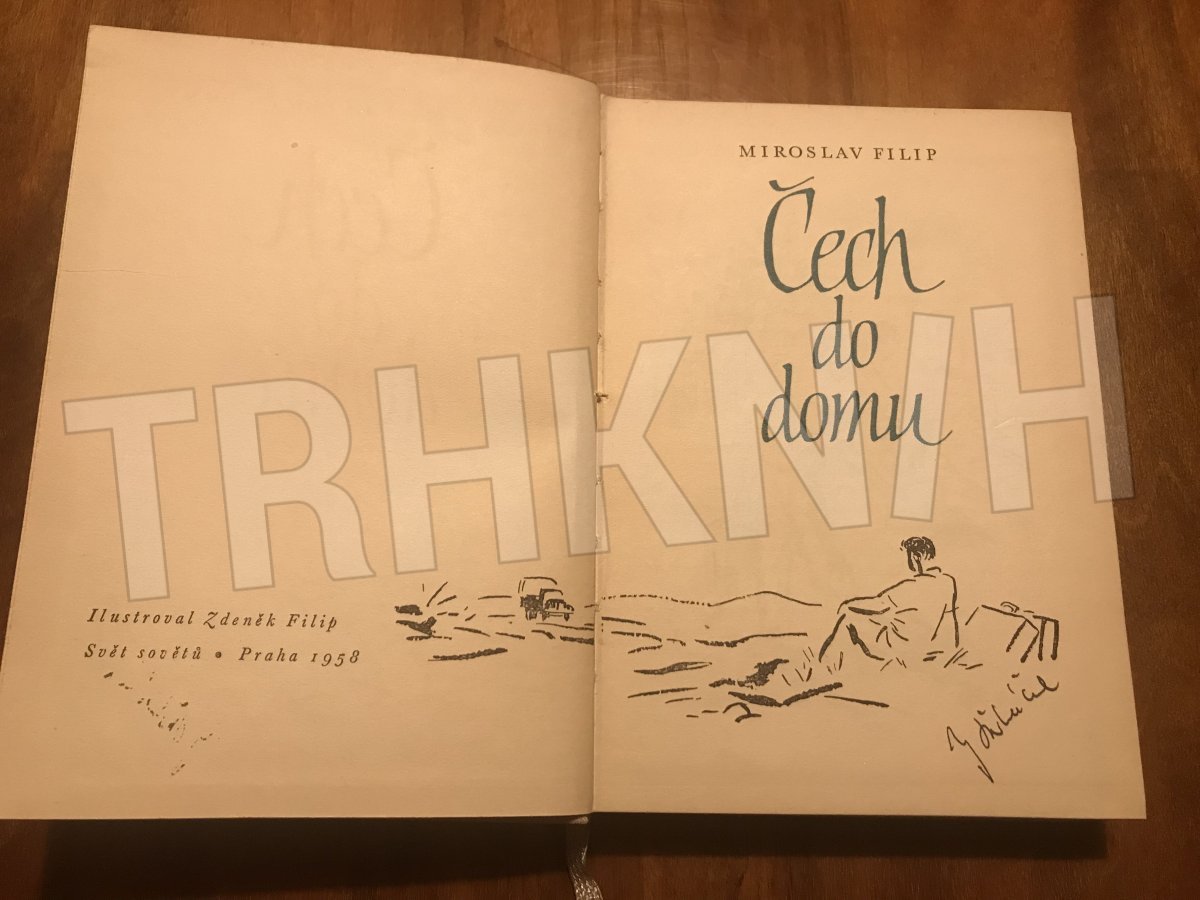 Ilustroval Zdeněk Filip
Svět sovětů • Praha 1958
MIROSLAV FILIP
Čech
do
domu
TRHKNIH